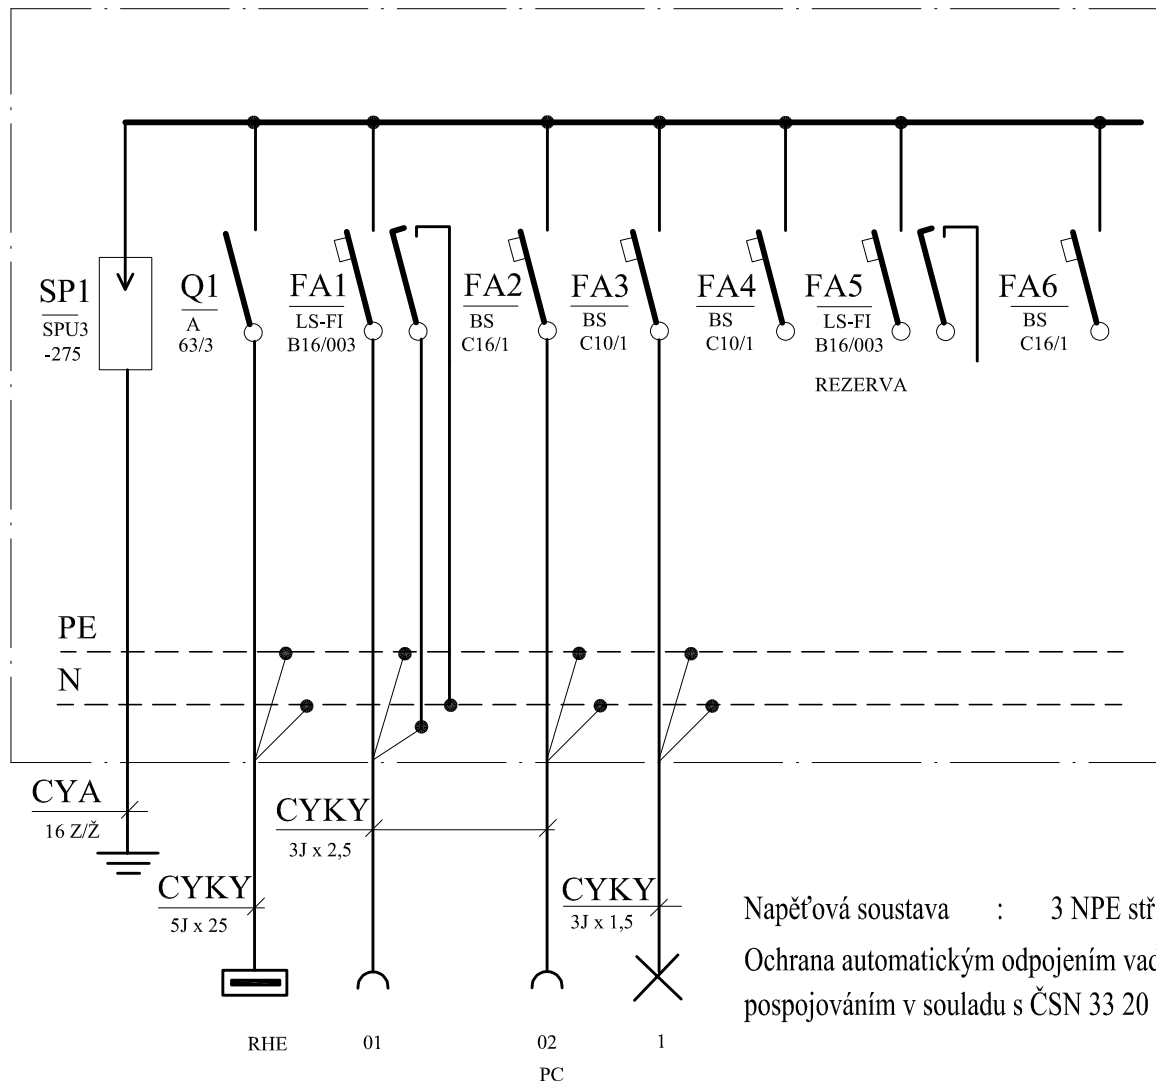 SP1
SPU3
-275
Q1
A
63/3
FA1
LS-FI
B16/003
FA2
BS
C16/1
FA3
BS
C10/1
FA4
BS
C10/1
FA5
LS-FI
B16/003
REZERVA
FA6
BS
C16/1
PE
N
CYA
16 Z/Ž
CYKY
3J x 2,5
CYKY
5J x 25
CYKY
3J x 1,5
Napěťová soustava : 3 NPE stř
Ochrana automatickým odpojením vad
pospojováním v souladu s ČSN 33 20
RHE
01
02
PC
1